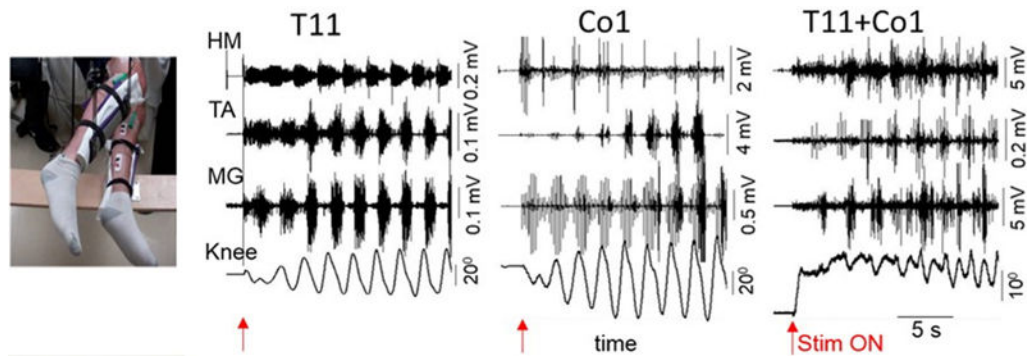 T11 Co1 T11+Co1
HM 0.2 mV 2 mV 5 mV
TA 0.1 mV 4 mV 0.2 mV
MG 0.1 mV 0.5 mV 5 mV
Knee 20⁰ 20⁰ 10⁰
5 s
time Stim ON